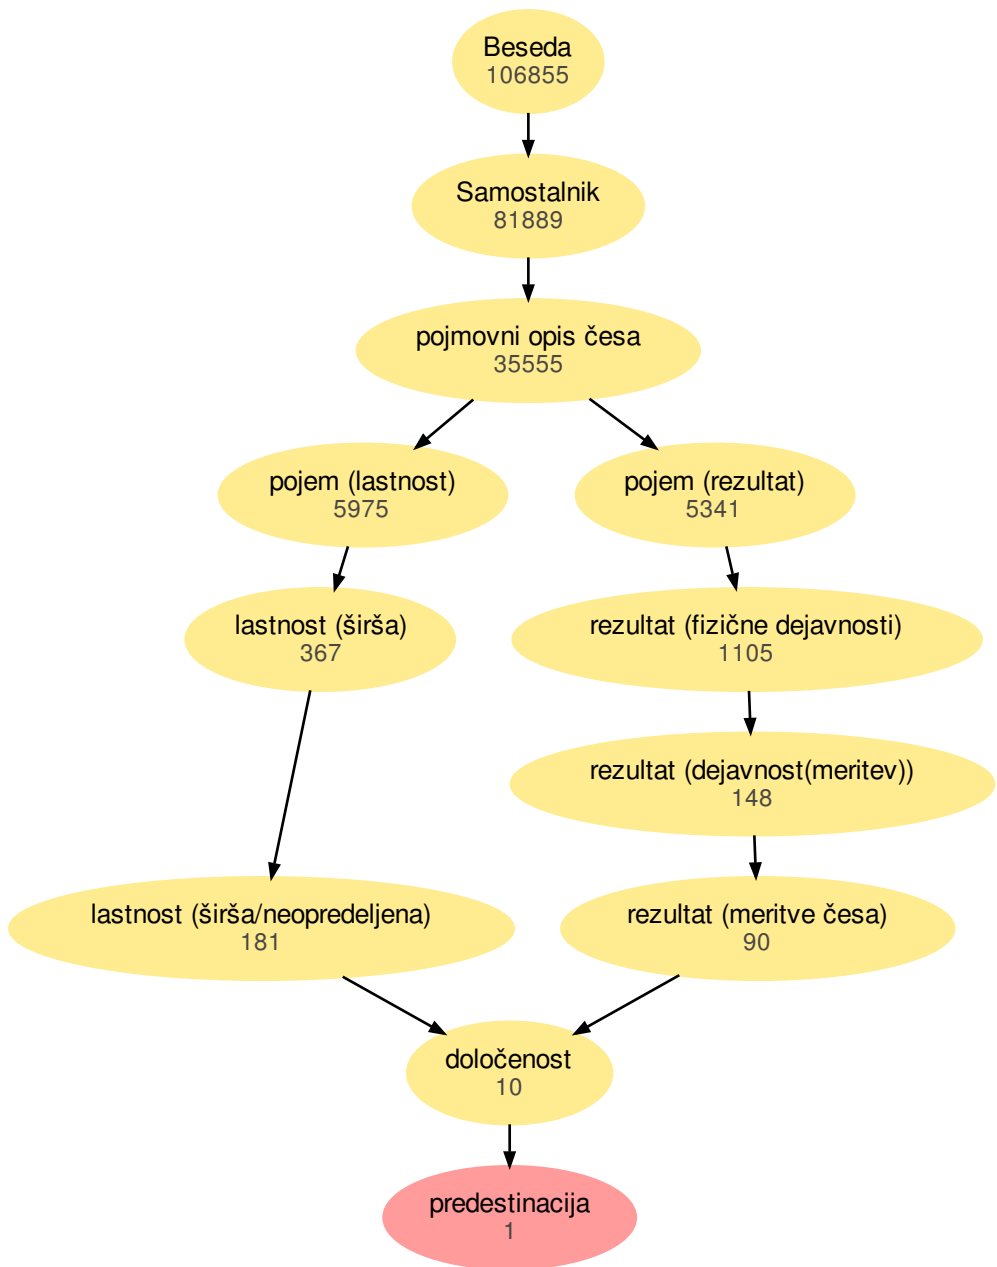 Beseda
106855
Samostalnik
81889
pojmovni opis česa
35555
pojem (lastnost)
5975
pojem (rezultat)
5341
lastnost (širša)
367
rezultat (fizične dejavnosti)
1105
rezultat (dejavnost(meritev))
148
lastnost (širša/neopredeljena)
181
rezultat (meritve česa)
90
določenost
10
predestinacija
1